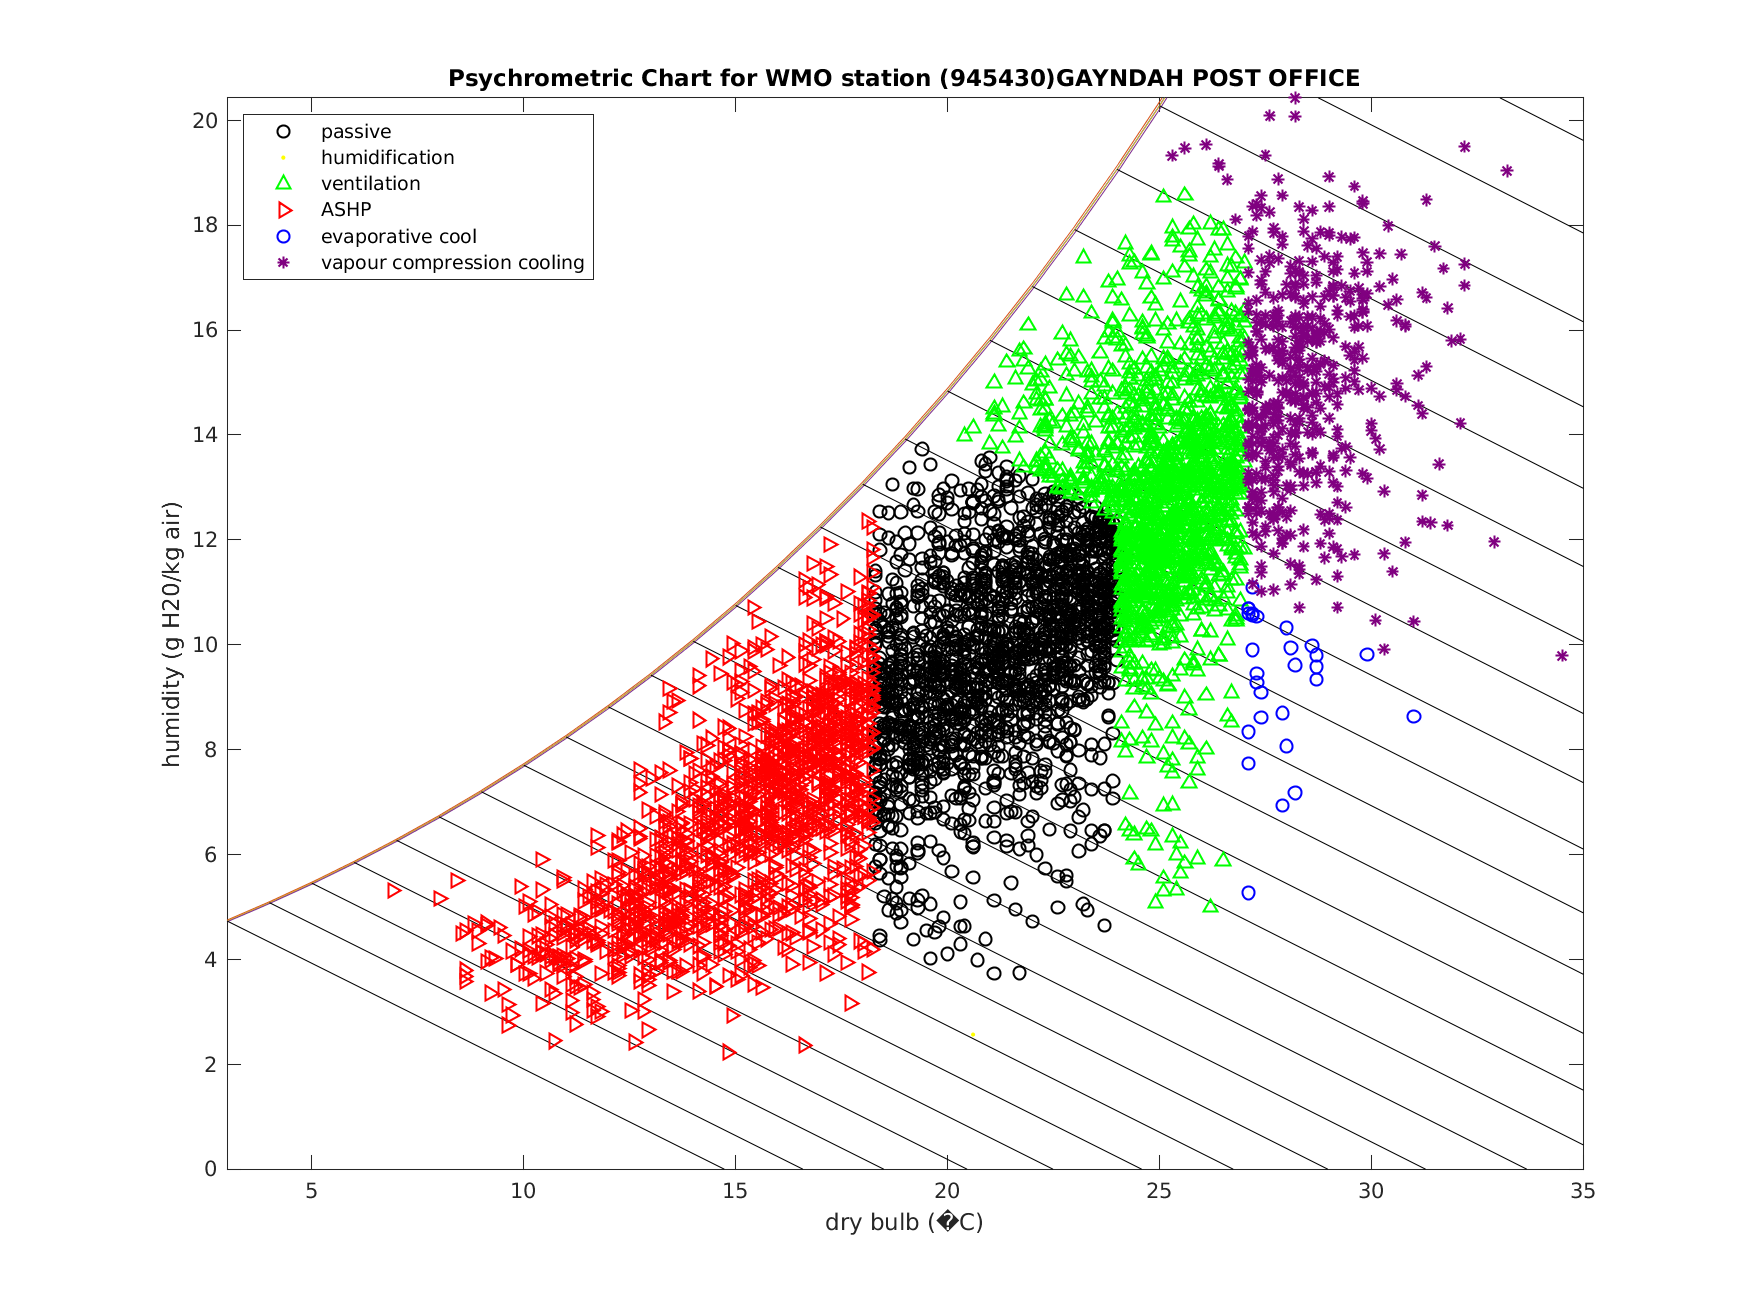 Psychrometric Chart for WMO station (945430)GAYNDAH POST OFFICE
passive
humidification
ventilation
ASHP
evaporative cool
vapour compression cooling
humidity (g H20/kg air)
20
18
16
14
12
10
8
6
4
2
0
5 10 15 20 25 30 35
dry bulb (�C)